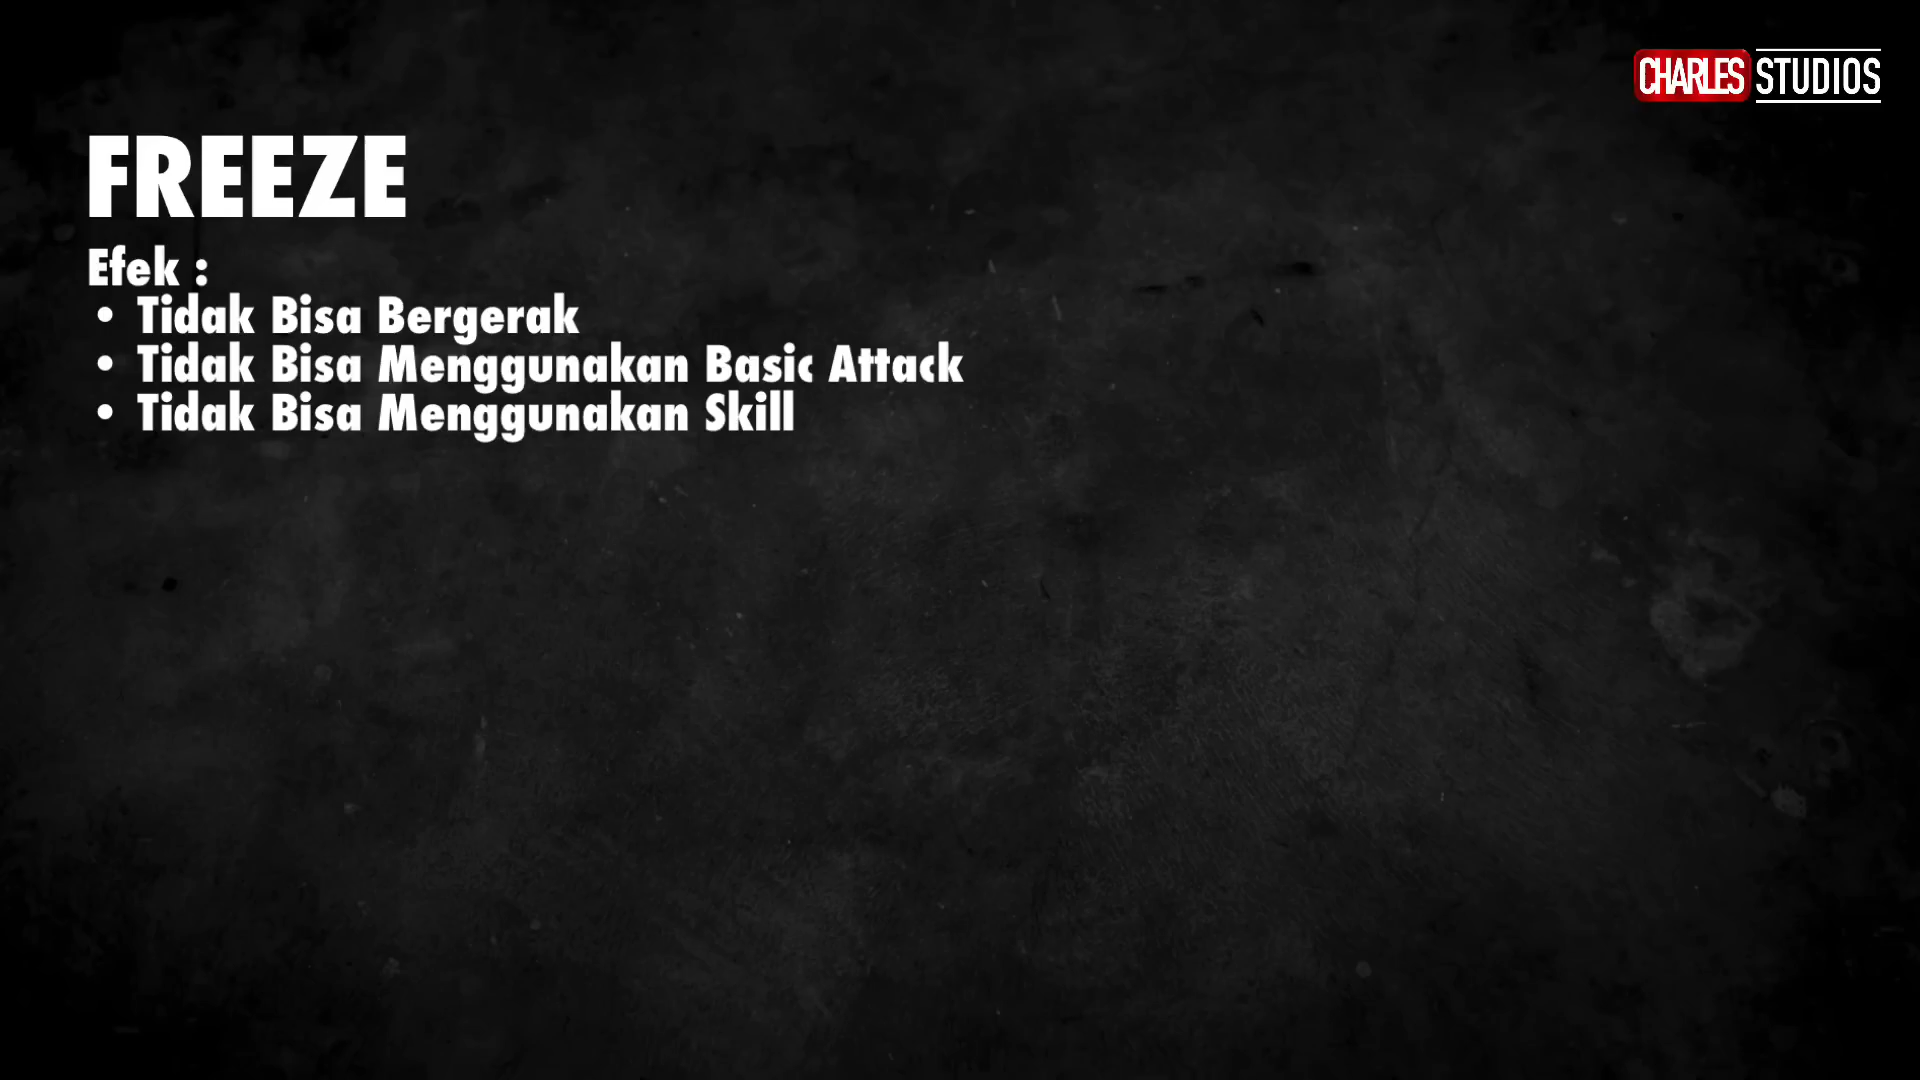 CHARLES STUDIOS
FREEZE
Efek :
• Tidak Bisa Bergerak
• Tidak Bisa Menggunakan Basic Attack
• Tidak Bisa Menggunakan Skill